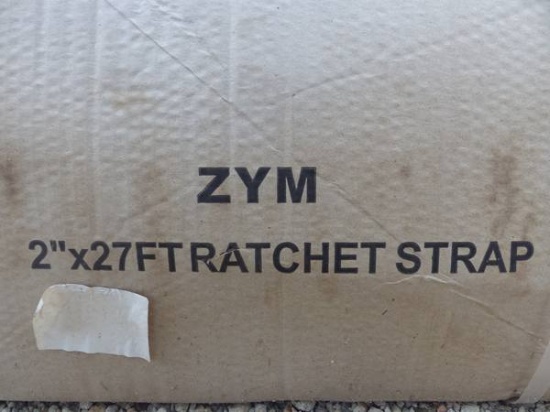 ZYM
2"x27FT RATCHET STRAP